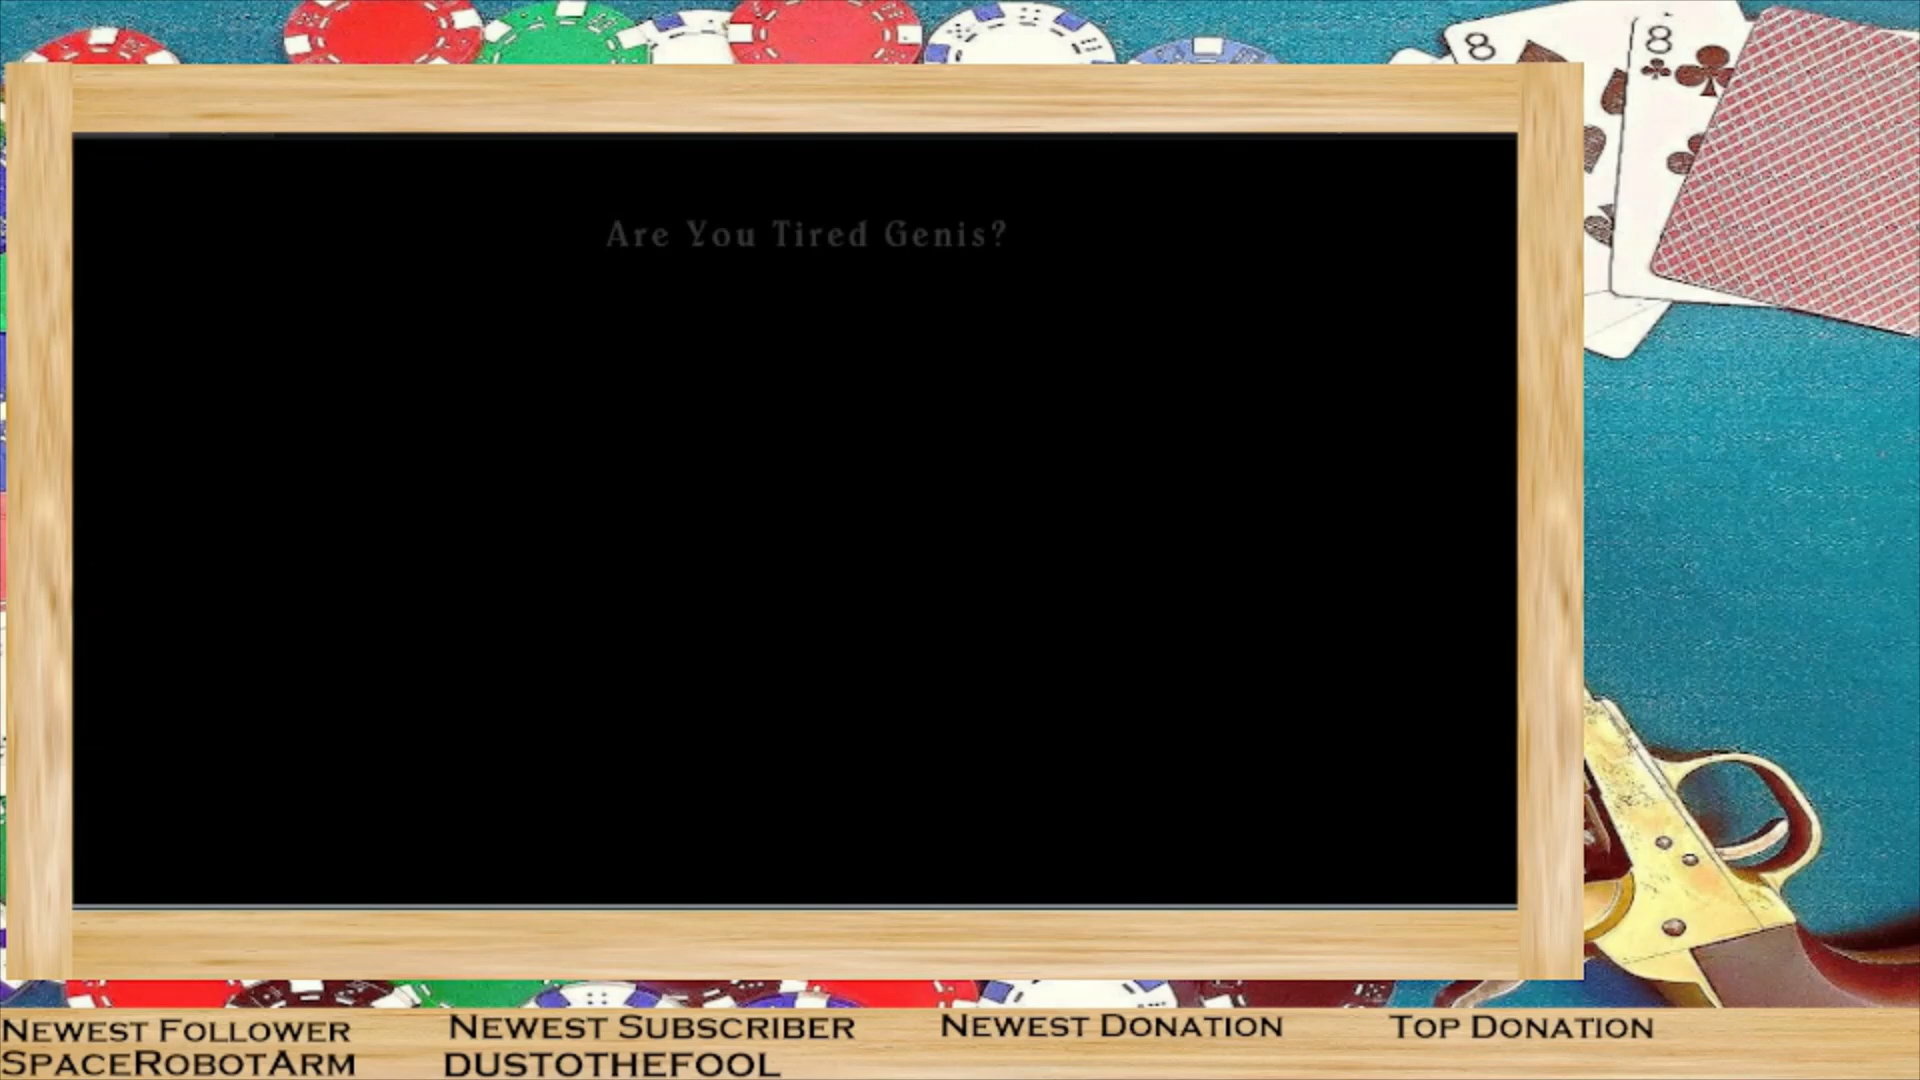 8 8
Are You Tired Genis?
NEWEST FOLLOWER
SPACEROBOTARM
NEWEST SUBSCRIBER
DUSTOTHEFOOL
NEWEST DONATION
TOP DONATION